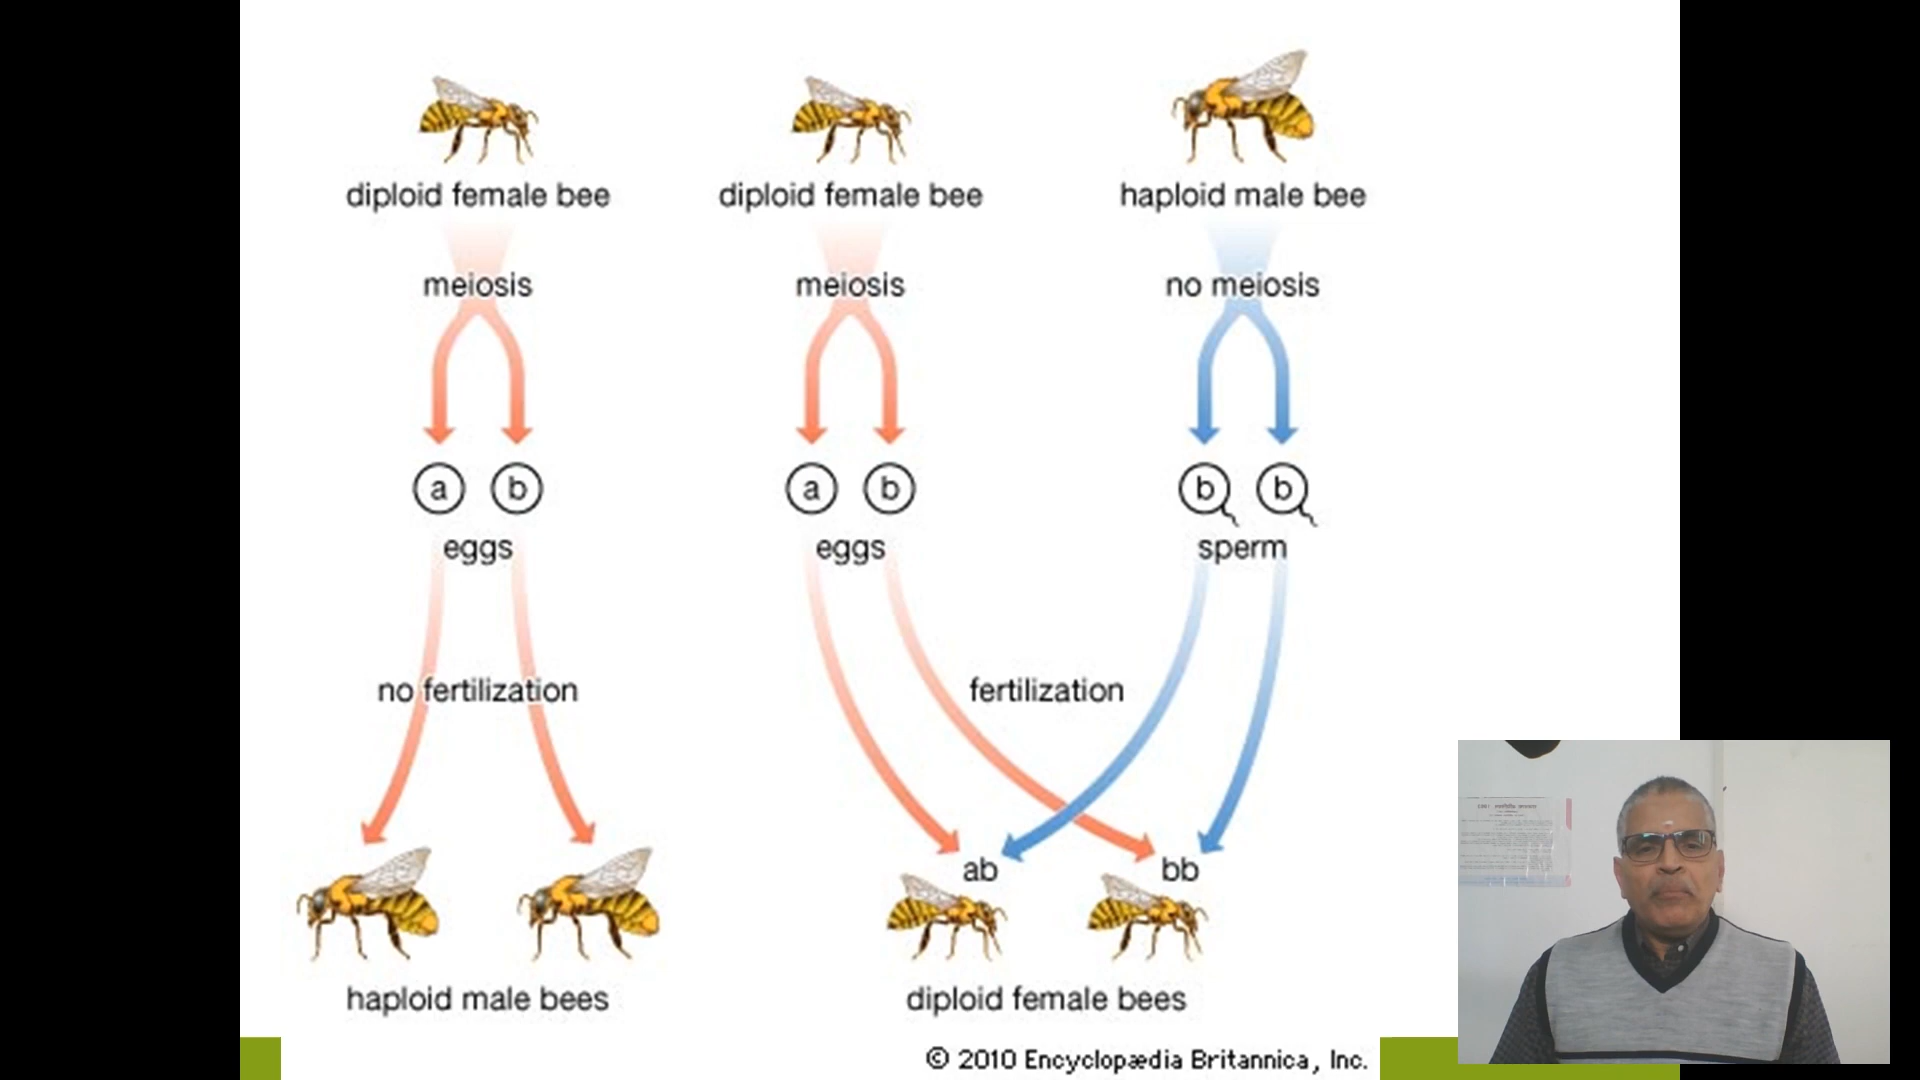 diploid female bee
diploid female bee
haploid male bee
meiosis
meiosis
no meiosis
a b
a b
b b
eggs
eggs
sperm
no fertilization
fertilization
ab
bb
haploid male bees
diploid female bees
© 2010 Encyclopædia Britannica, Inc.